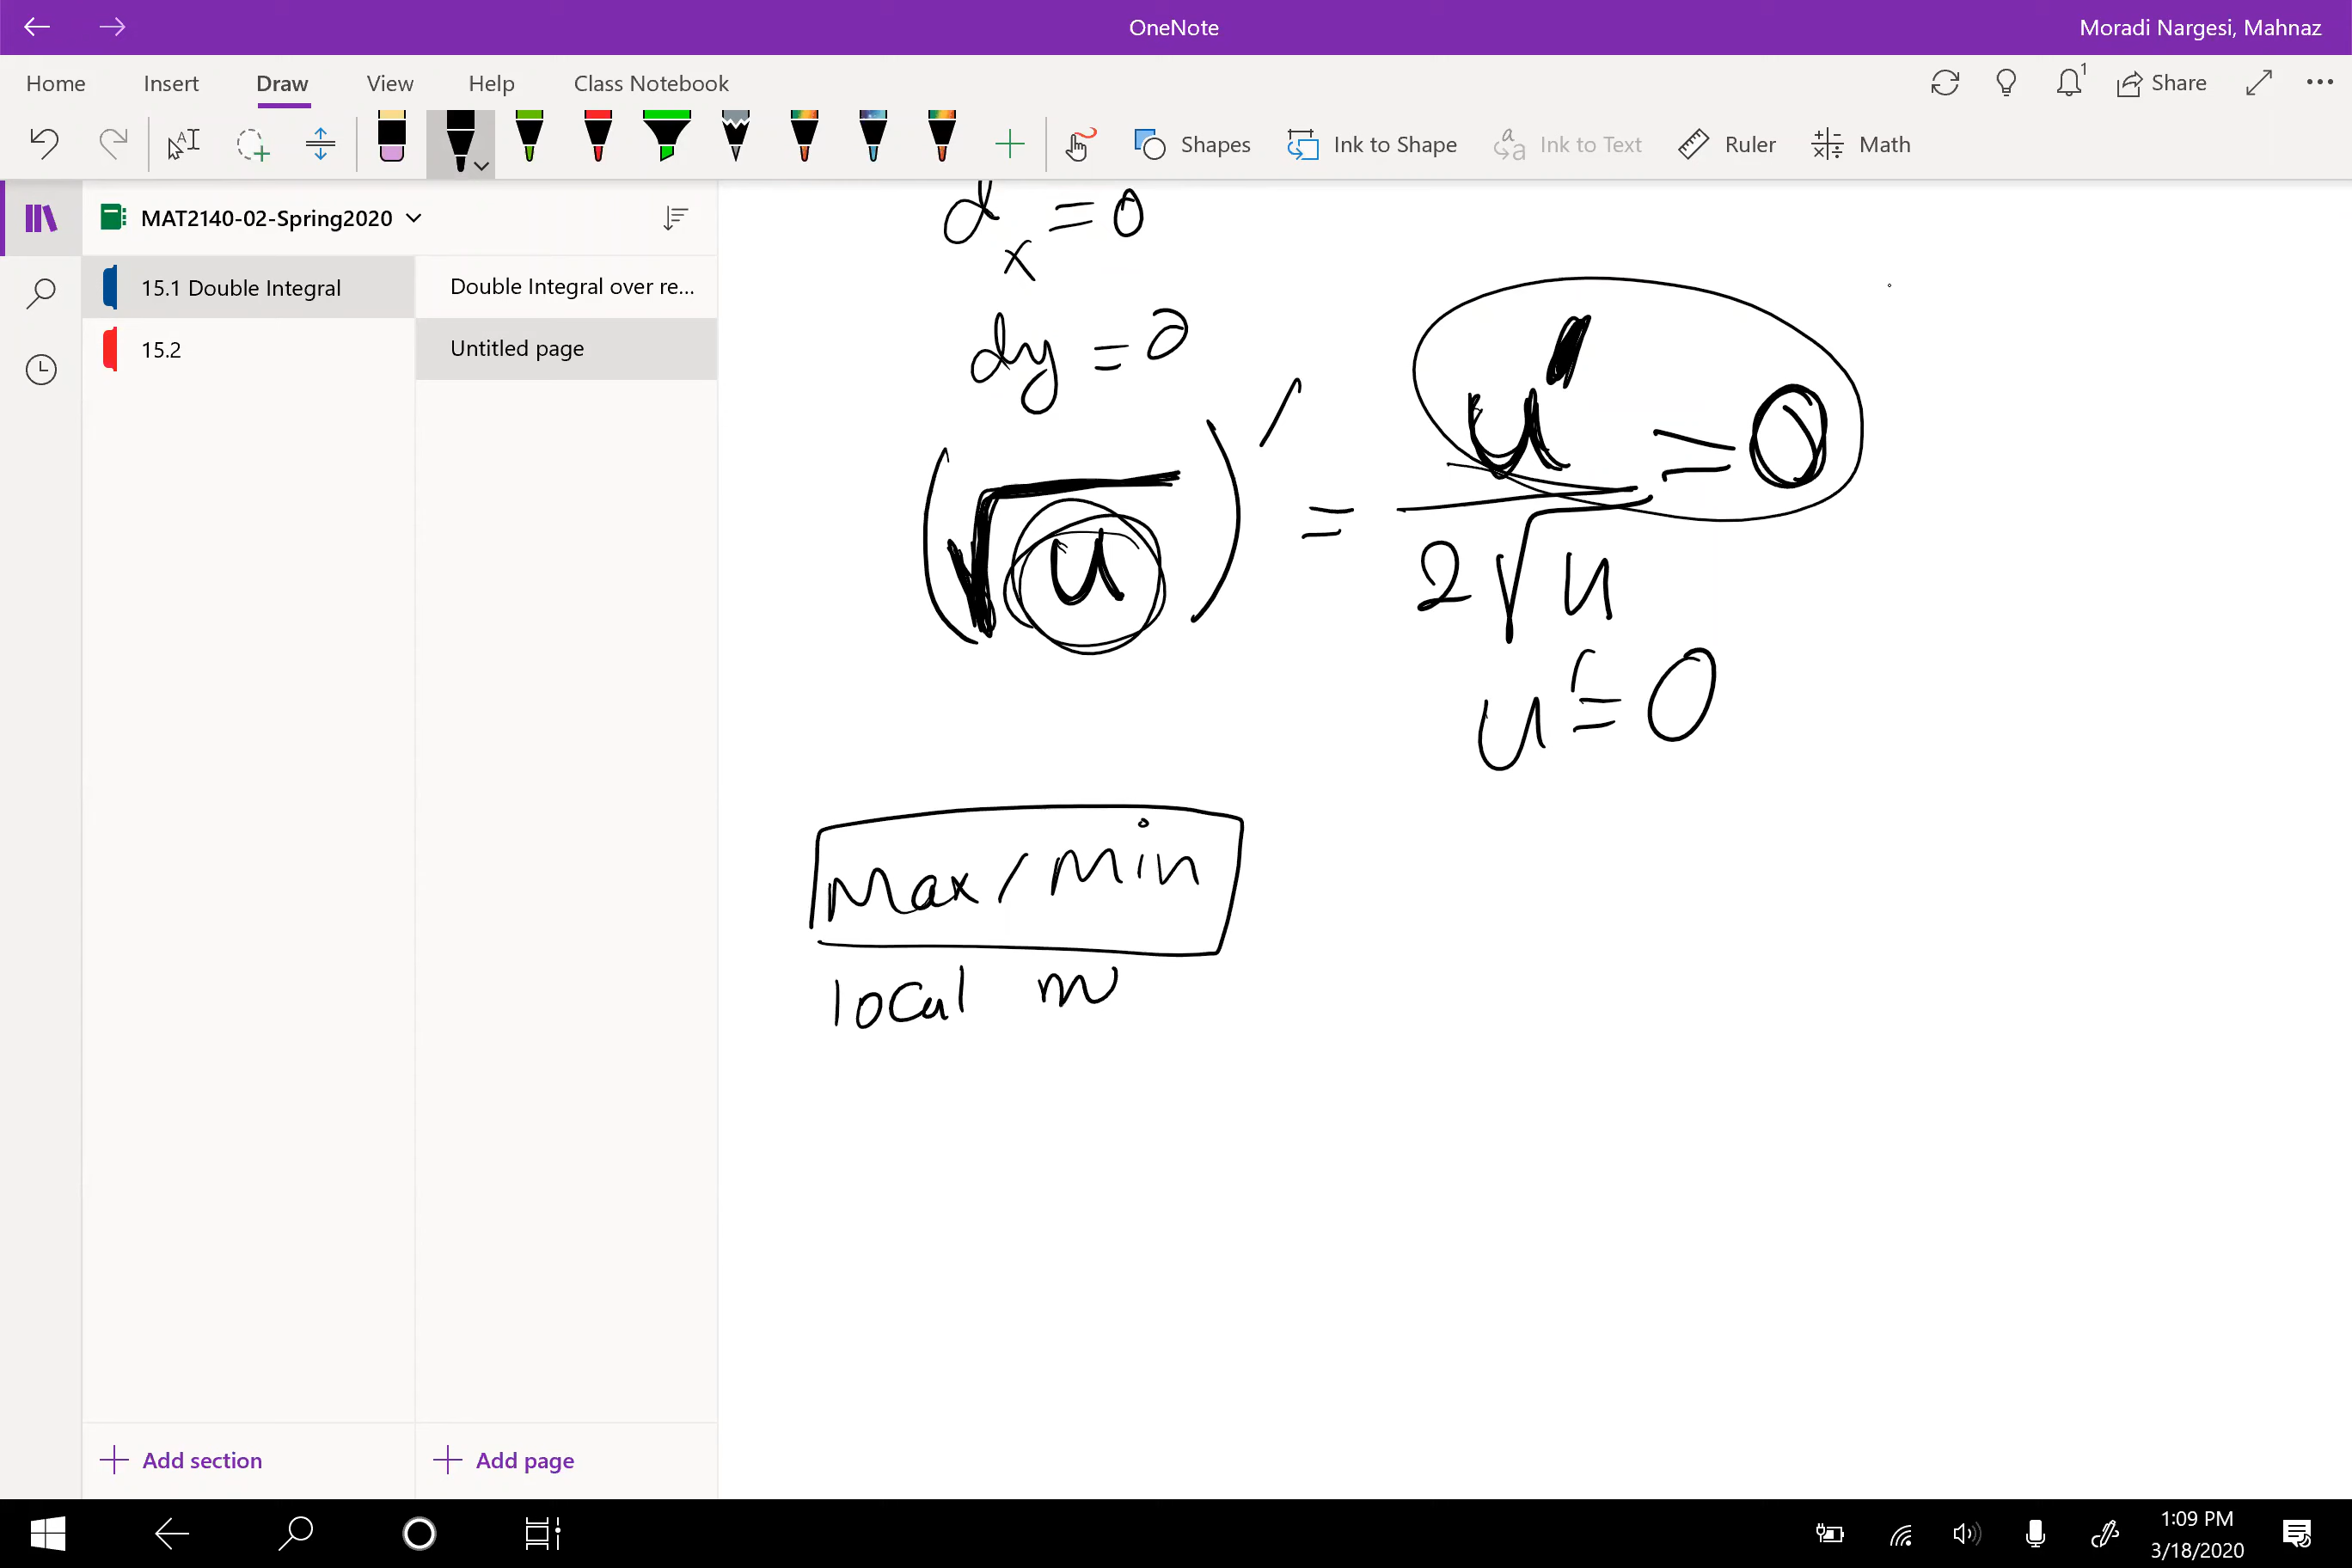 OneNote
Moradi Nargesi, Mahnaz
Home Insert Draw View Help Class Notebook
1 Share
Shapes Ink to Shape Ink to Text Ruler Math
MAT2140-02-Spring2020
15.1 Double Integral
15.2
Double Integral over re...
Untitled page
d_x = 0
dy = 0
(√u)' = u' / 2√u = 0
u' = 0
Max / Min
local m
Add section
Add page
1:09 PM
3/18/2020